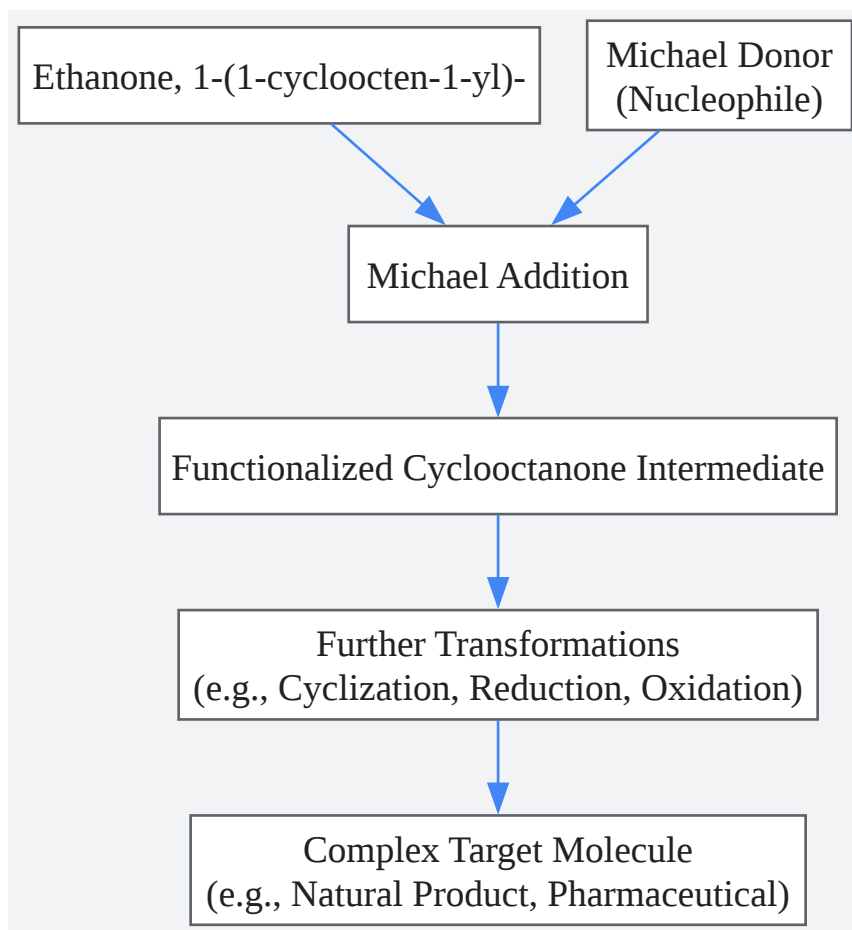 Ethanone, 1-(1-cycloocten-1-yl)-
Michael Donor
(Nucleophile)
Michael Addition
Functionalized Cyclooctanone Intermediate
Further Transformations
(e.g., Cyclization, Reduction, Oxidation)
Complex Target Molecule
(e.g., Natural Product, Pharmaceutical)